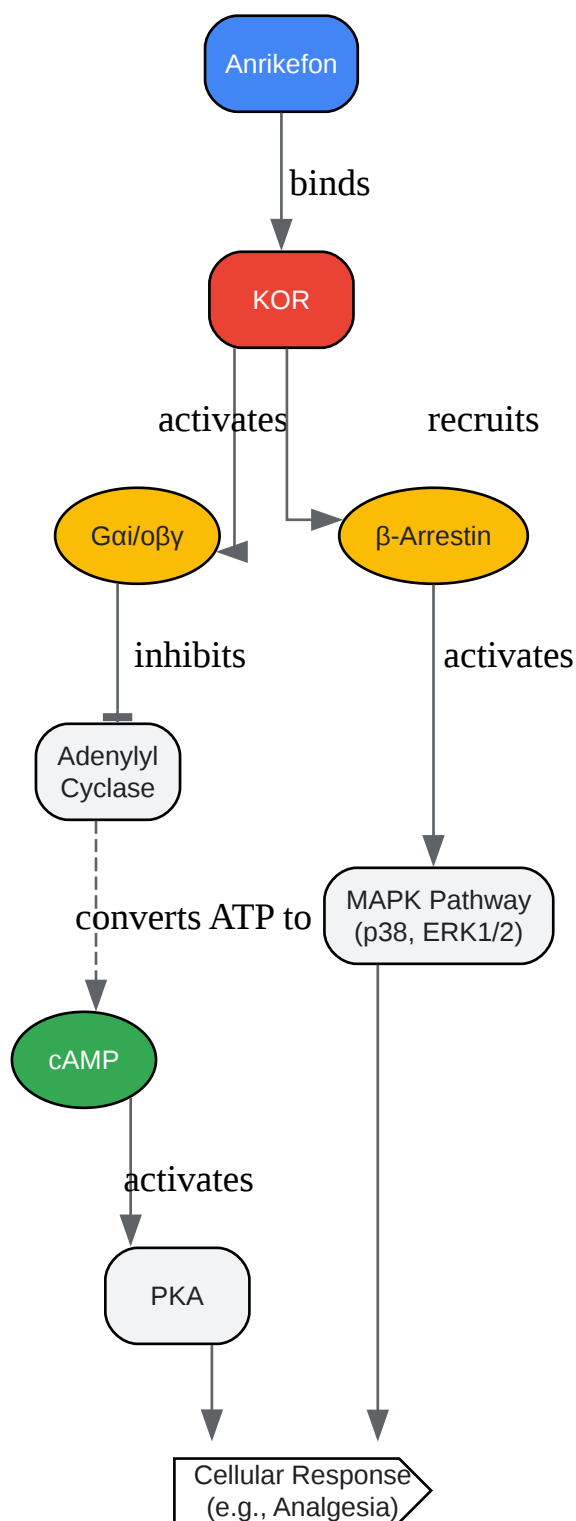 Anrikefon
binds
KOR
activates
recruits
Gαi/oβγ
β-Arrestin
inhibits
activates
Adenylyl
Cyclase
MAPK Pathway
(p38, ERK1/2)
converts ATP to
cAMP
activates
PKA
Cellular Response
(e.g., Analgesia)